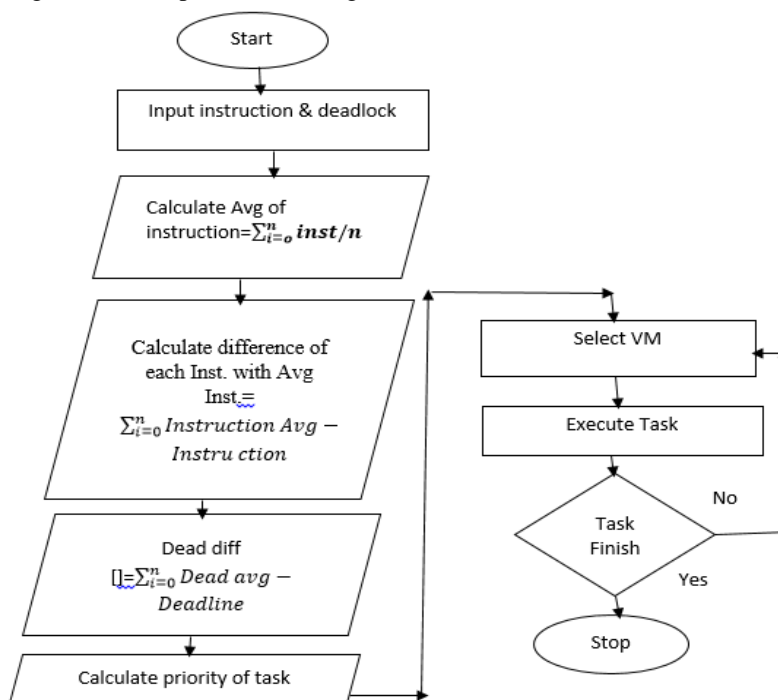 Start
Input instruction & deadlock
Calculate Avg of
instruction=∑ⁿᵢ₌ₒ inst/n
Calculate difference of
each Inst. with Avg
Inst.=
∑ⁿᵢ₌₀ Instruction Avg −
Instru ction
Dead diff
[]=∑ⁿᵢ₌₀ Dead avg −
Deadline
Calculate priority of task
Select VM
Execute Task
Task
Finish
No
Yes
Stop